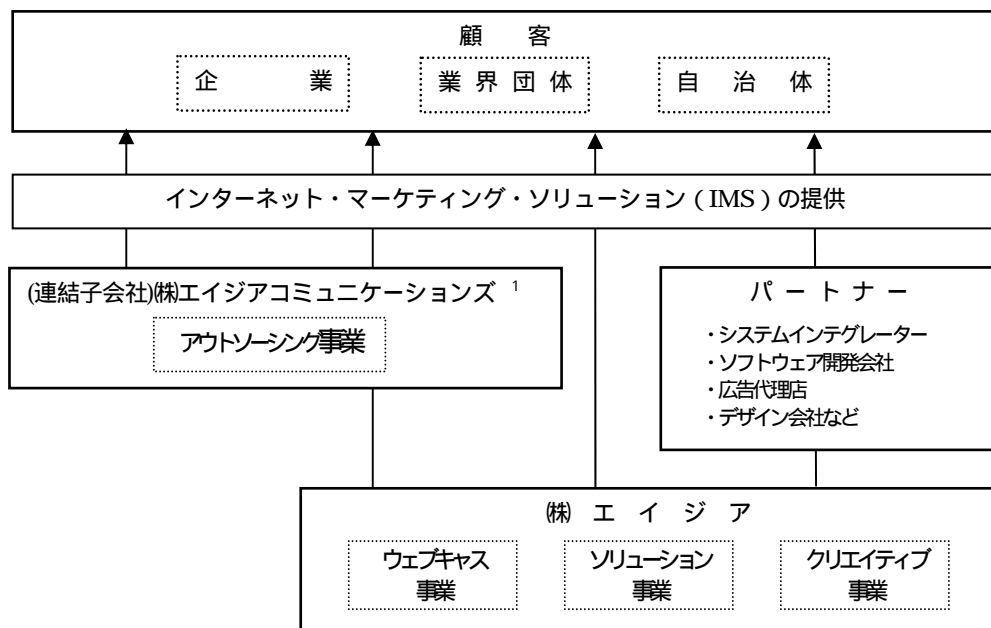 顧　客
企　業　業界団体　自　治　体
インターネット・マーケティング・ソリューション（IMS）の提供
(連結子会社)㈱エイジアコミュニケーションズ 1
アウトソーシング事業
パ ー ト ナ ー
・システムインテグレーター
・ソフトウェア開発会社
・広告代理店
・デザイン会社など
㈱ エ イ ジ ア
ウェブキャス
事業
ソリューション
事業
クリエイティブ
事業